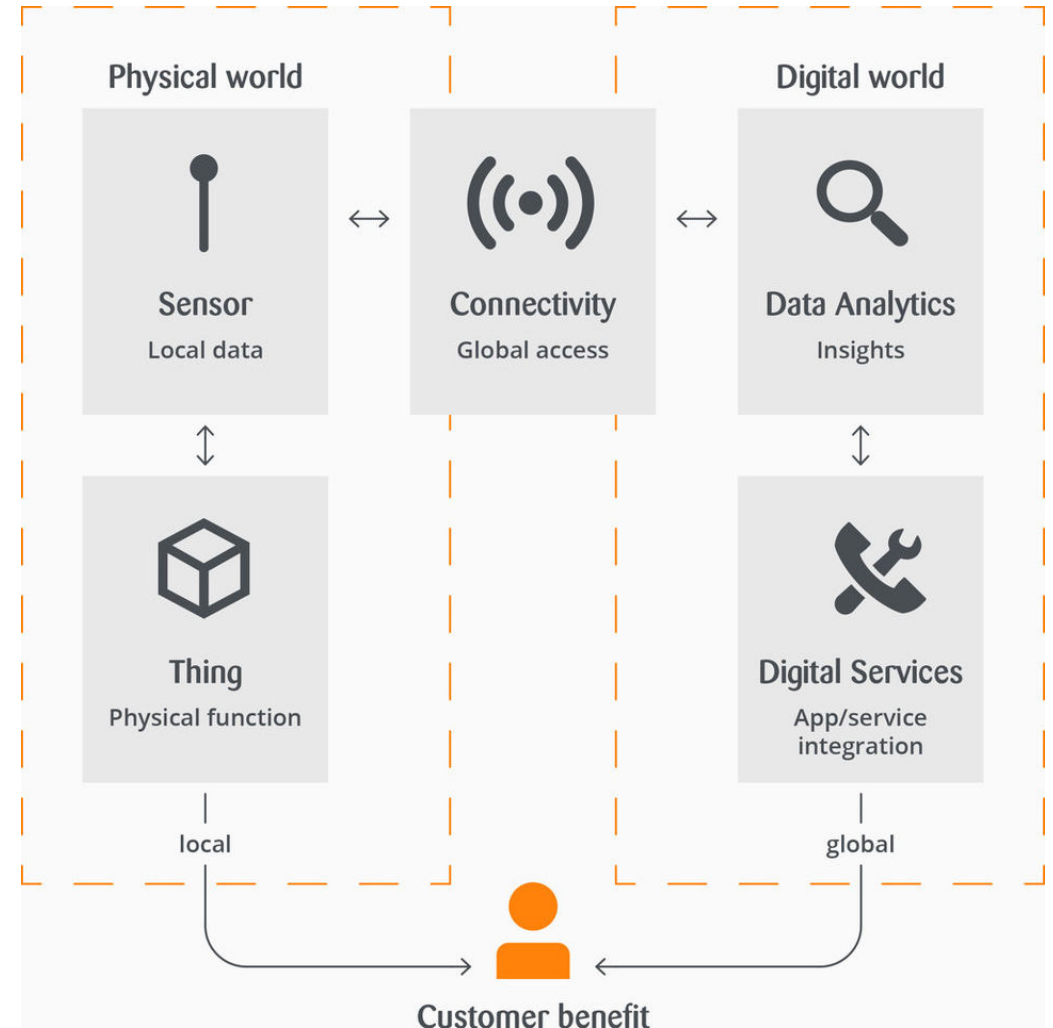 Physical world
Digital world
Sensor
Local data
Connectivity
Global access
Data Analytics
Insights
Thing
Physical function
Digital Services
App/service
integration
local
global
Customer benefit